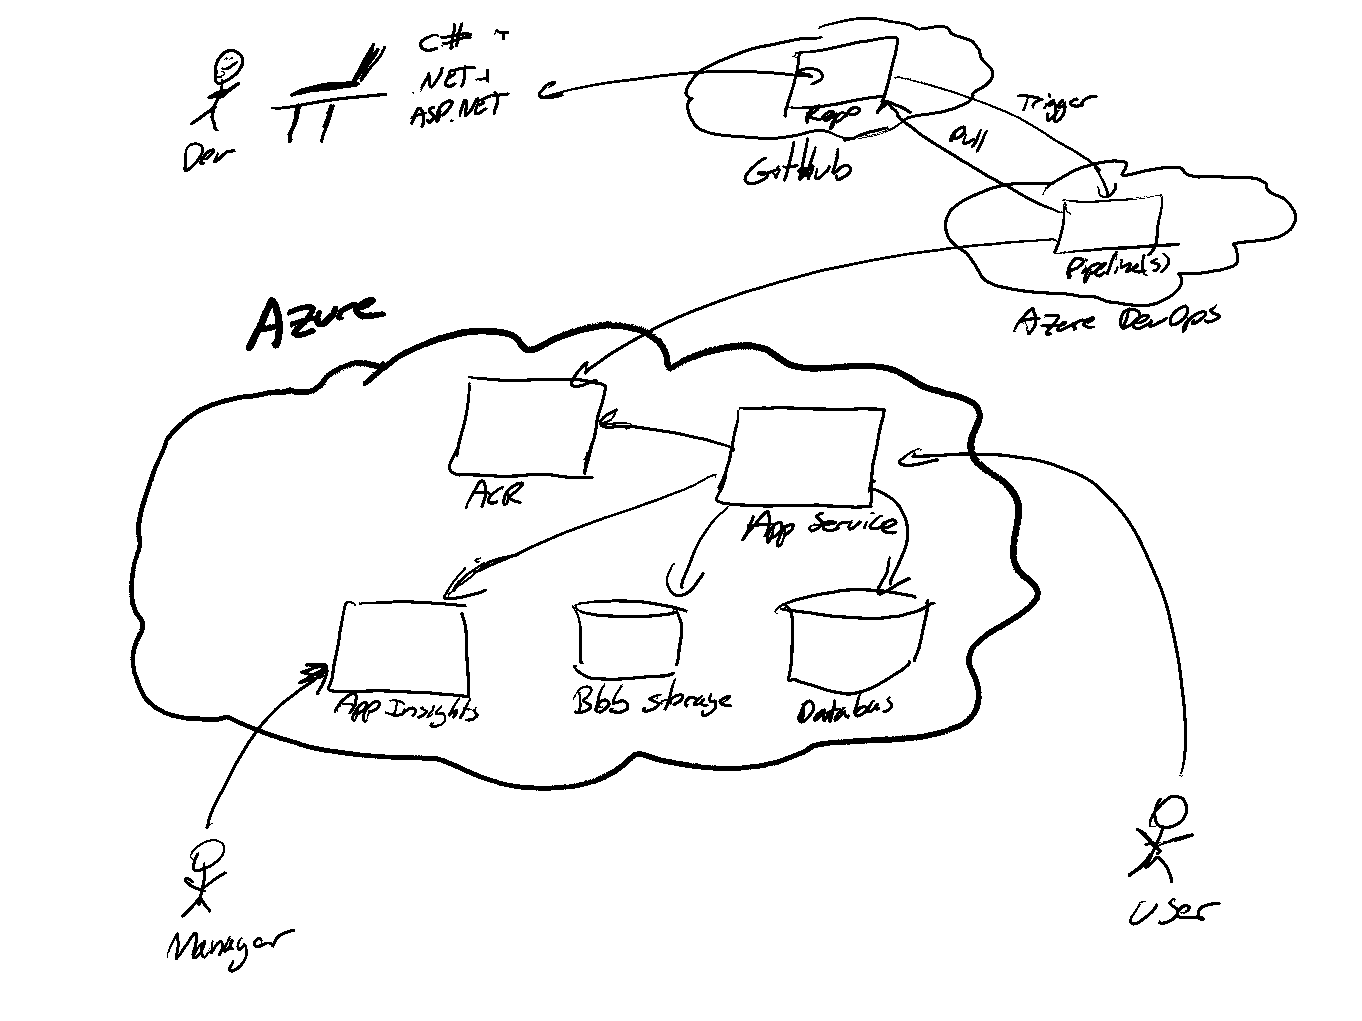 C# +
.NET +
ASP.NET
Dev
Repo
GitHub
Trigger
Pull
Pipeline(s)
Azure DevOps
Azure
ACR
App Service
App Insights
Blob Storage
Databas
Manager
User